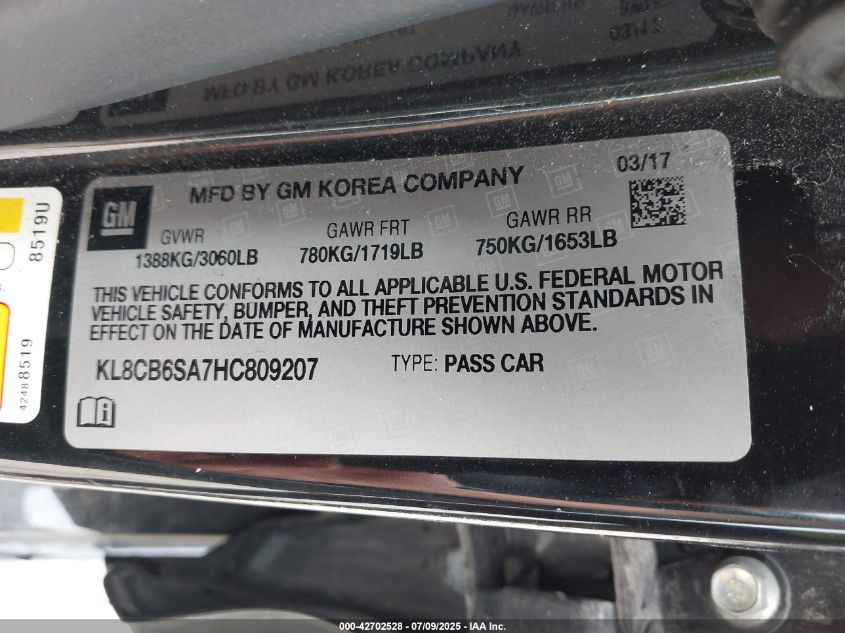 MFD BY GM KOREA COMPANY
03/17
GM
GVWR
1388KG/3060LB
GAWR FRT
780KG/1719LB
GAWR RR
750KG/1653LB
THIS VEHICLE CONFORMS TO ALL APPLICABLE U.S. FEDERAL MOTOR
VEHICLE SAFETY, BUMPER, AND THEFT PREVENTION STANDARDS IN
EFFECT ON THE DATE OF MANUFACTURE SHOWN ABOVE.
KL8CB6SA7HC809207
TYPE: PASS CAR
8519U
4248 8519
000-42702528 - 07/09/2025 - IAA Inc.